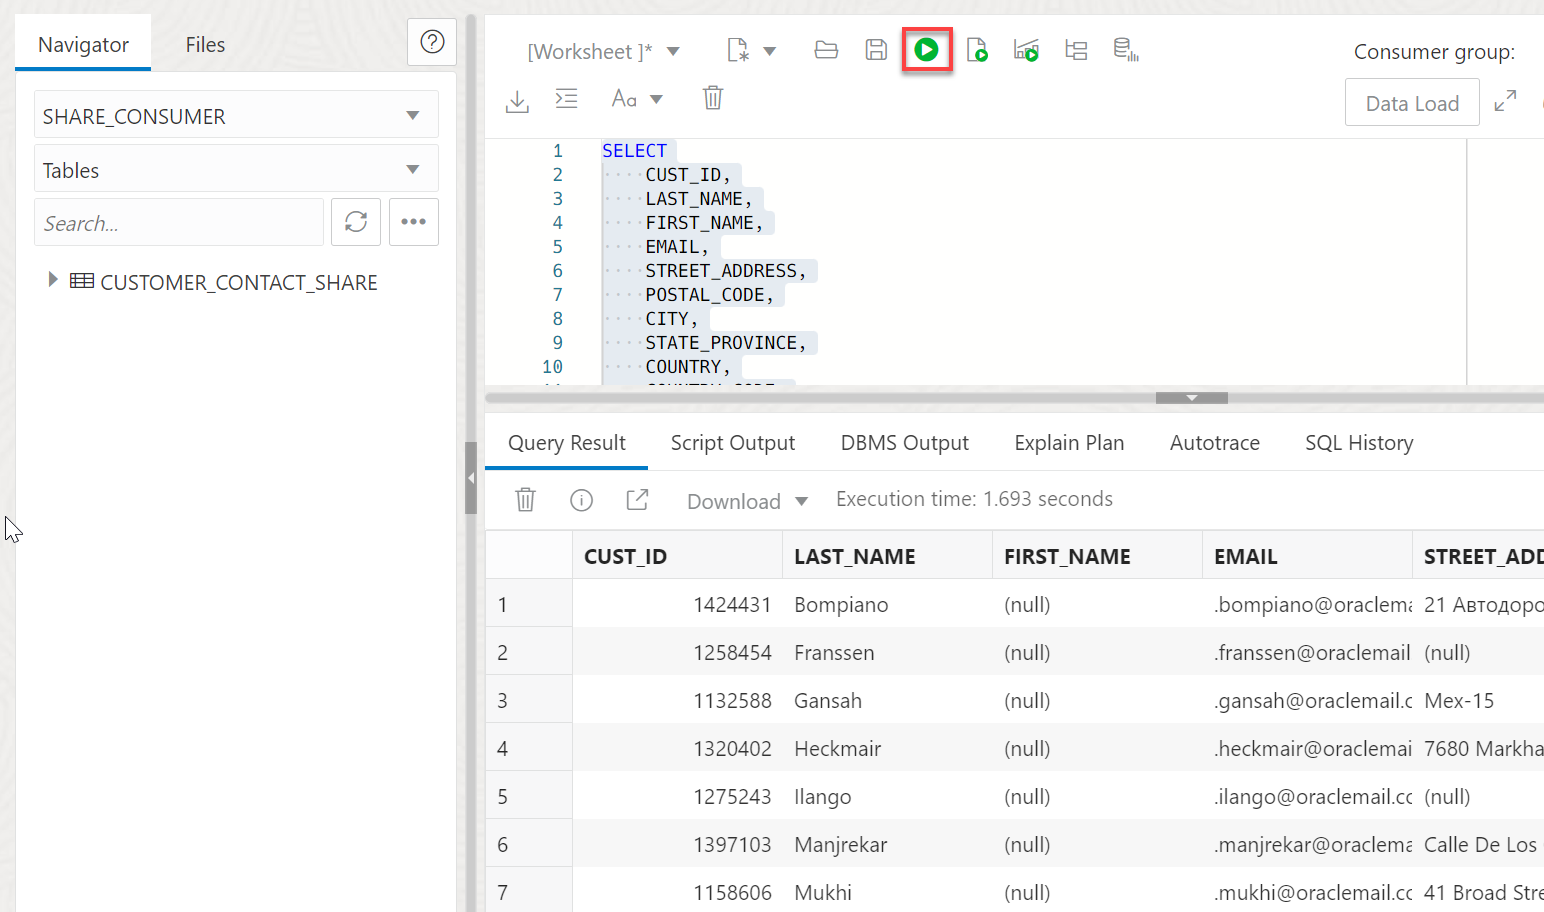 Navigator
Files
SHARE_CONSUMER
Tables
Search...
CUSTOMER_CONTACT_SHARE
[Worksheet ]*
Consumer group:
Aa
Data Load
1 SELECT
2 CUST_ID,
3 LAST_NAME,
4 FIRST_NAME,
5 EMAIL,
6 STREET_ADDRESS,
7 POSTAL_CODE,
8 CITY,
9 STATE_PROVINCE,
10 COUNTRY,
Query Result Script Output DBMS Output Explain Plan Autotrace SQL History
Download Execution time: 1.693 seconds
CUST_ID LAST_NAME FIRST_NAME EMAIL STREET_ADD
1 1424431 Bompiano (null) .bompiano@oraclema 21 Автодоро
2 1258454 Franssen (null) .franssen@oraclemail (null)
3 1132588 Gansah (null) .gansah@oraclemail.c Mex-15
4 1320402 Heckmair (null) .heckmair@oraclemai 7680 Markha
5 1275243 Ilango (null) .ilango@oraclemail.cc (null)
6 1397103 Manjrekar (null) .manjrekar@oraclema Calle De Los
7 1158606 Mukhi (null) .mukhi@oraclemail.cc 41 Broad Stre